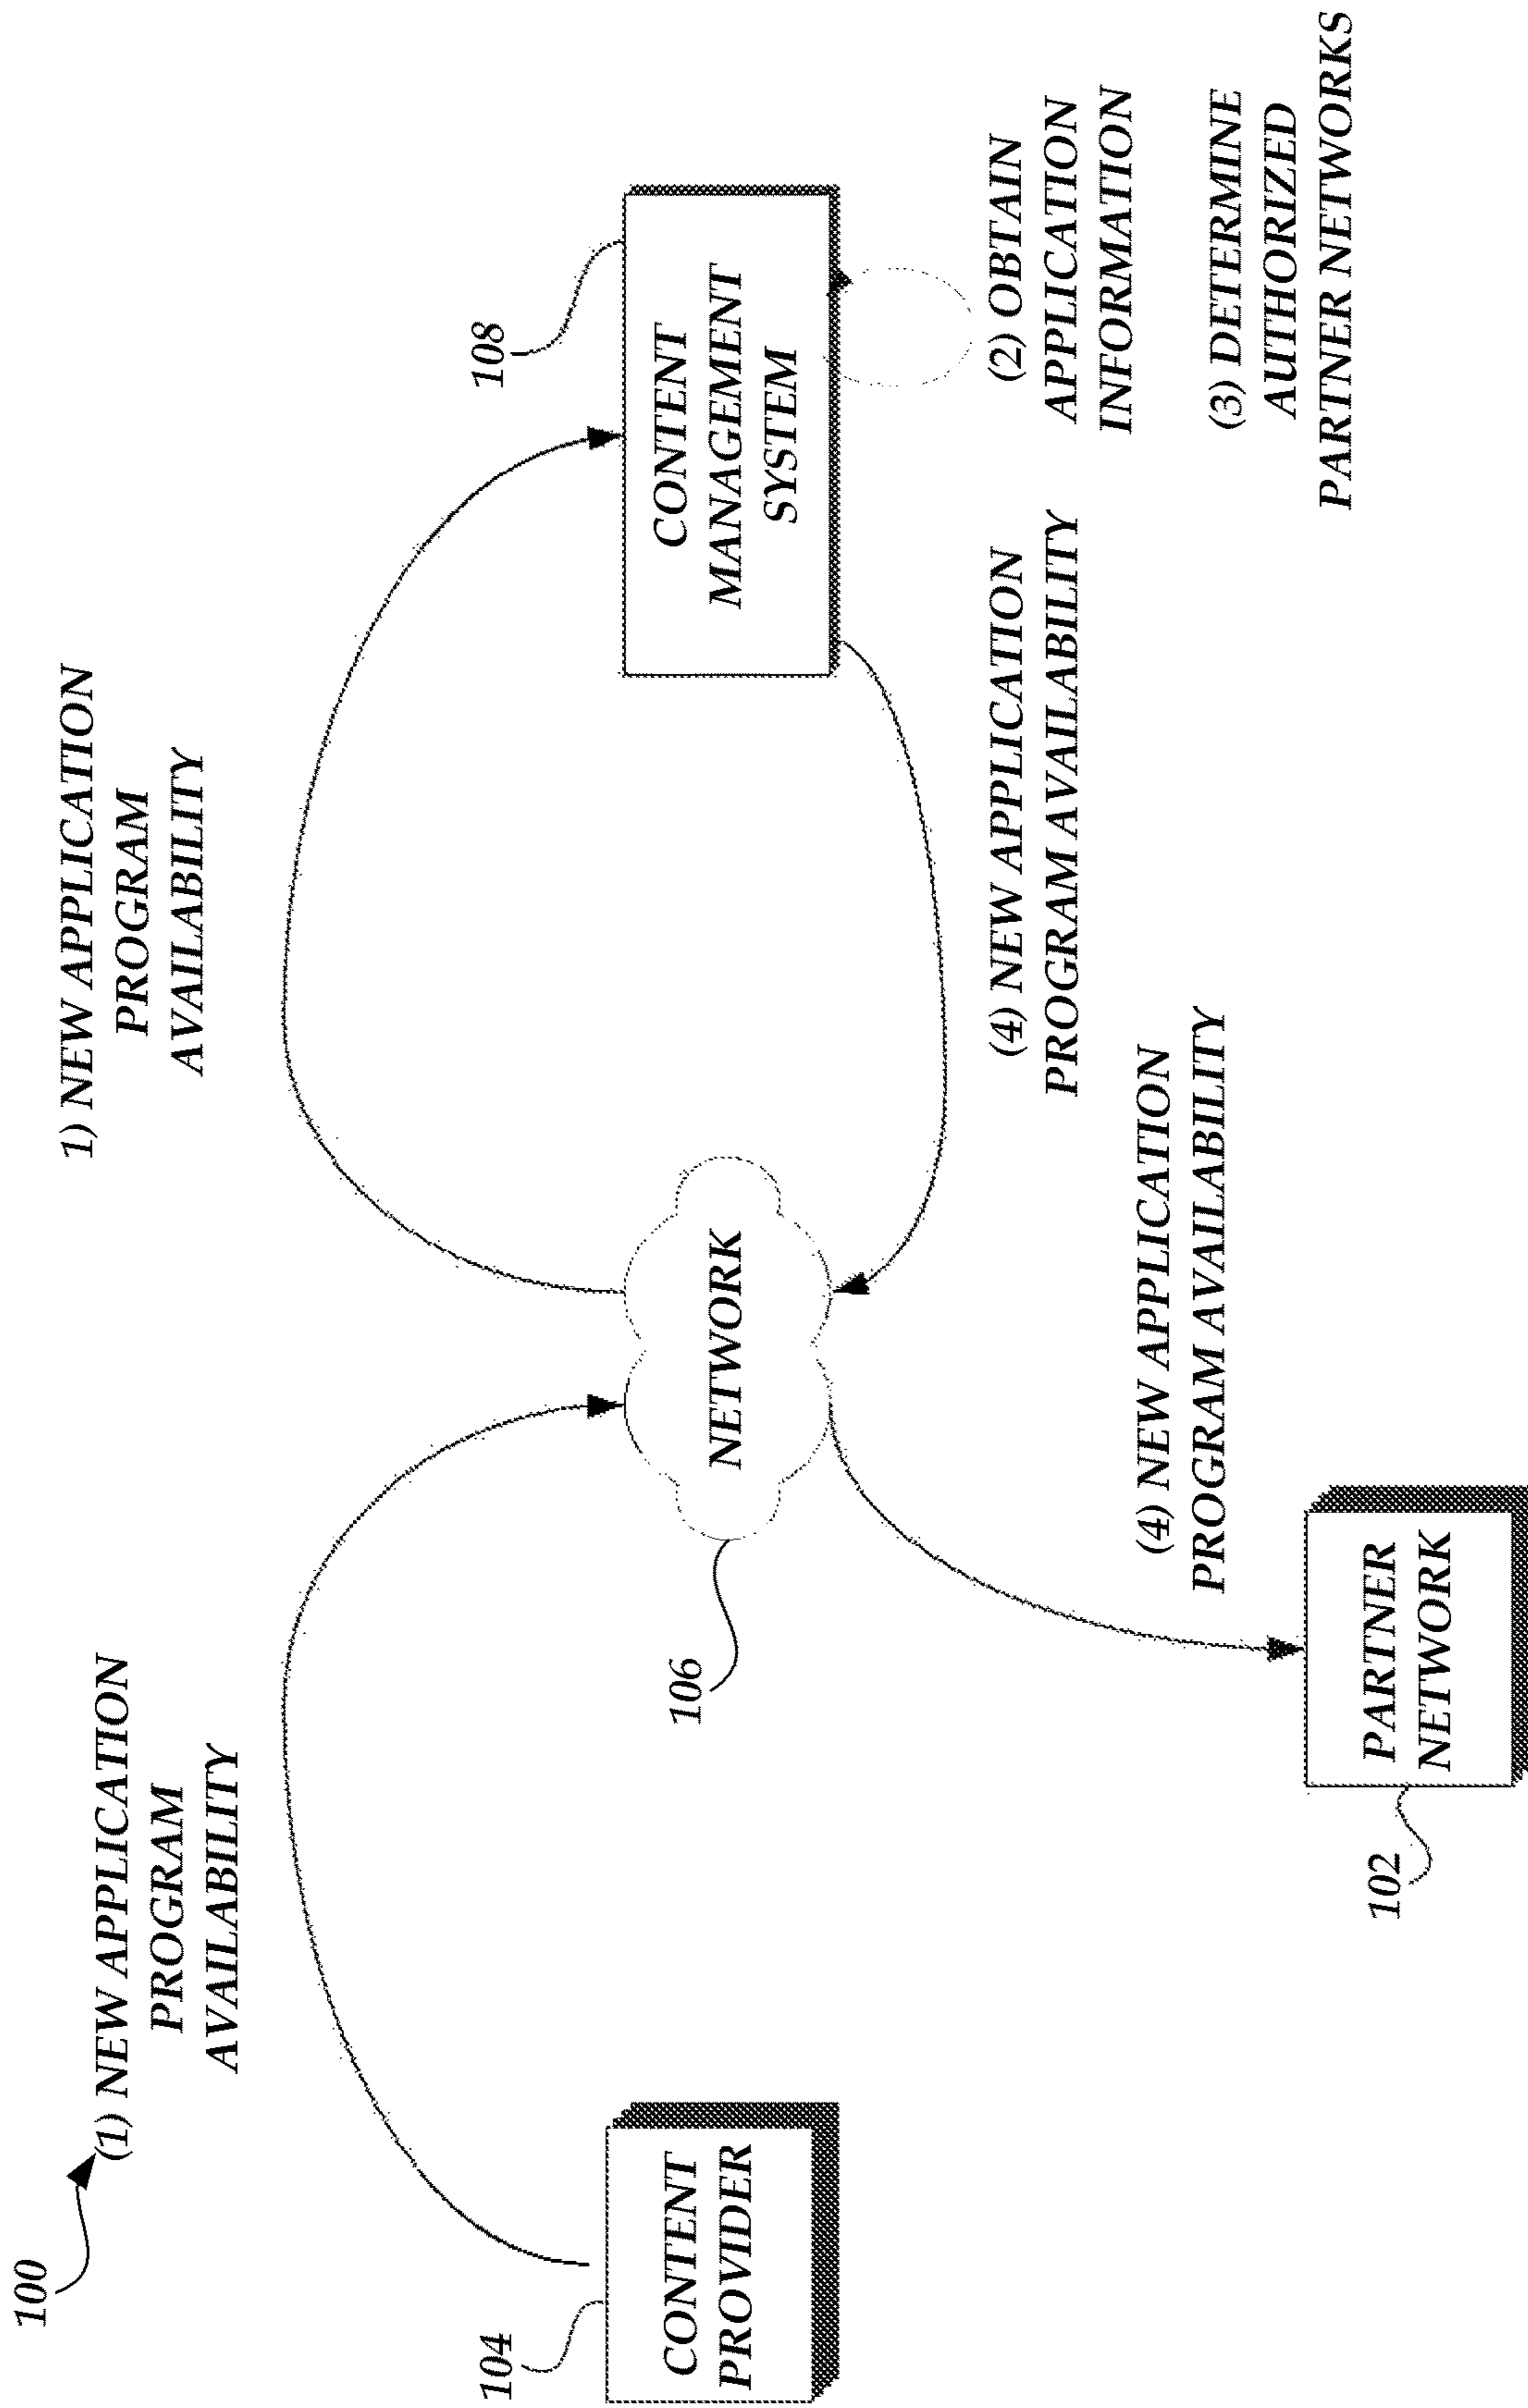 100
(1) NEW APPLICATION
PROGRAM
AVAILABILITY
1) NEW APPLICATION
PROGRAM
AVAILABILITY
104
CONTENT
PROVIDER
106
NETWORK
108
CONTENT
MANAGEMENT
SYSTEM
(2) OBTAIN
APPLICATION
INFORMATION
(3) DETERMINE
AUTHORIZED
PARTNER NETWORKS
(4) NEW APPLICATION
PROGRAM AVAILABILITY
(4) NEW APPLICATION
PROGRAM AVAILABILITY
102
PARTNER
NETWORK